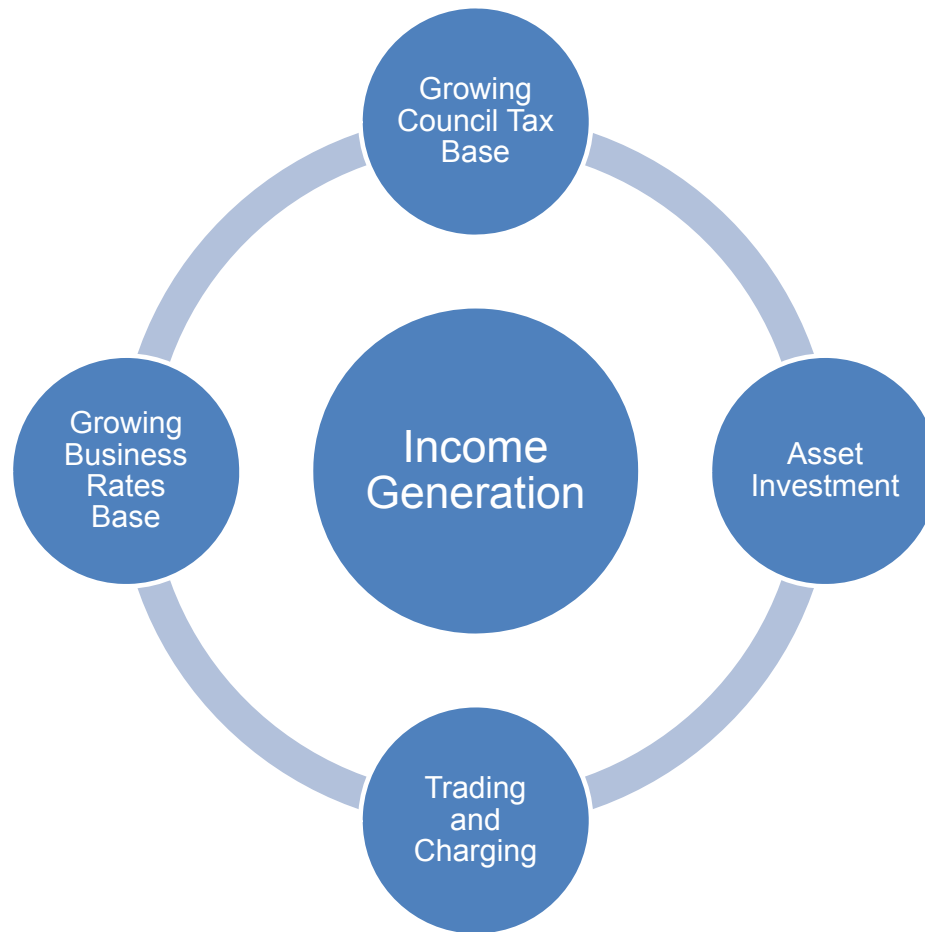 Growing
Council Tax
Base
Growing
Business
Rates
Base
Income
Generation
Asset
Investment
Trading
and
Charging